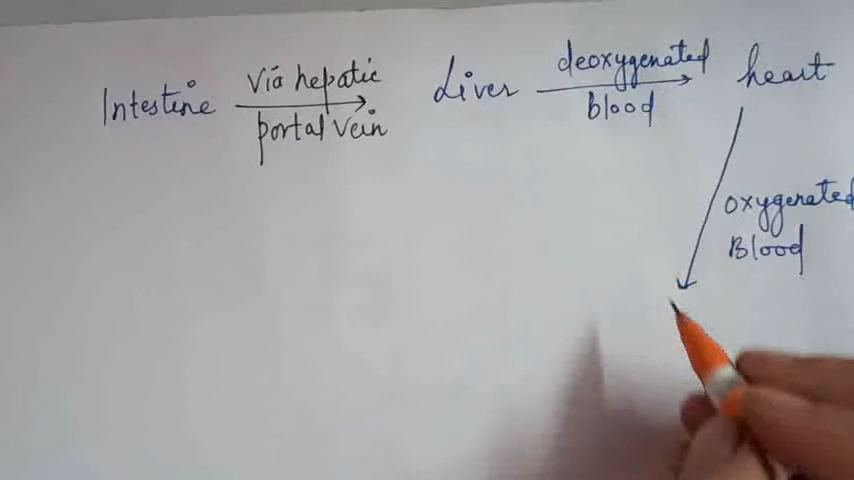 Intestine via hepatic portal vein Liver deoxygenated blood heart
oxygenated
Blood